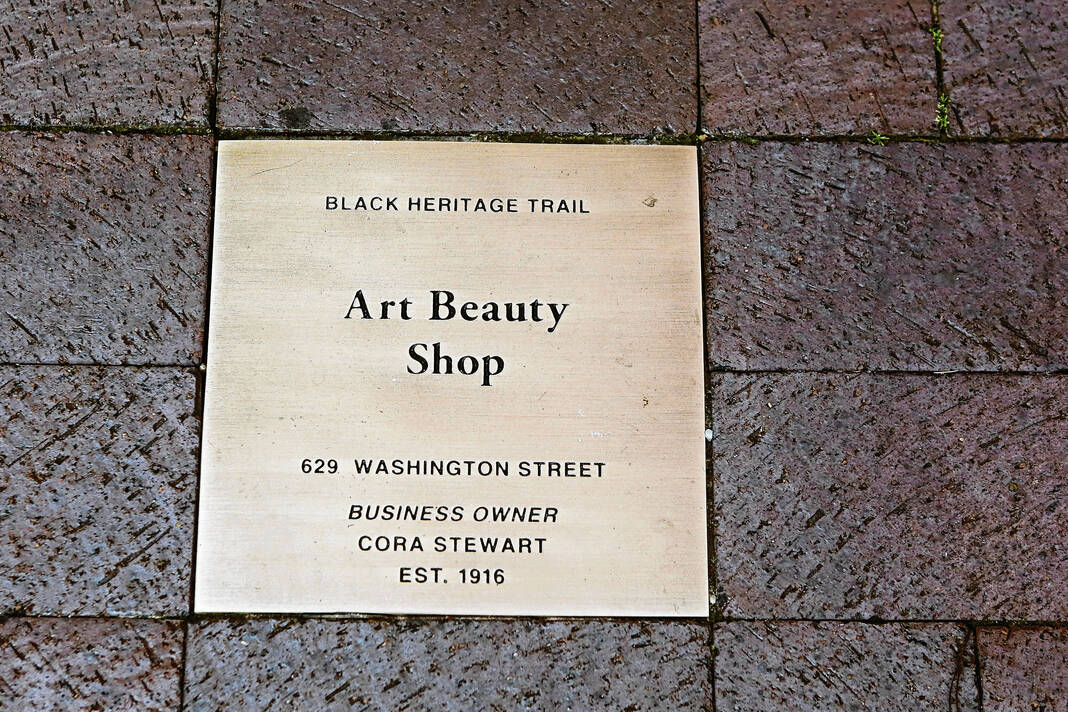 BLACK HERITAGE TRAIL
Art Beauty
Shop
629 WASHINGTON STREET
BUSINESS OWNER
CORA STEWART
EST. 1916